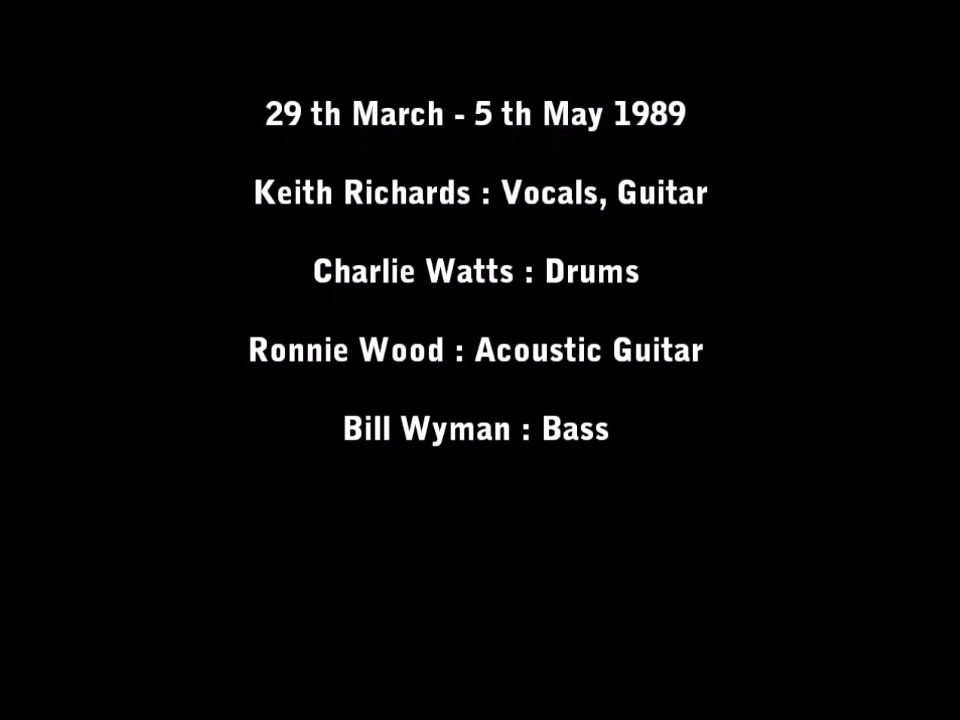 29 th March - 5 th May 1989
Keith Richards : Vocals, Guitar
Charlie Watts : Drums
Ronnie Wood : Acoustic Guitar
Bill Wyman : Bass